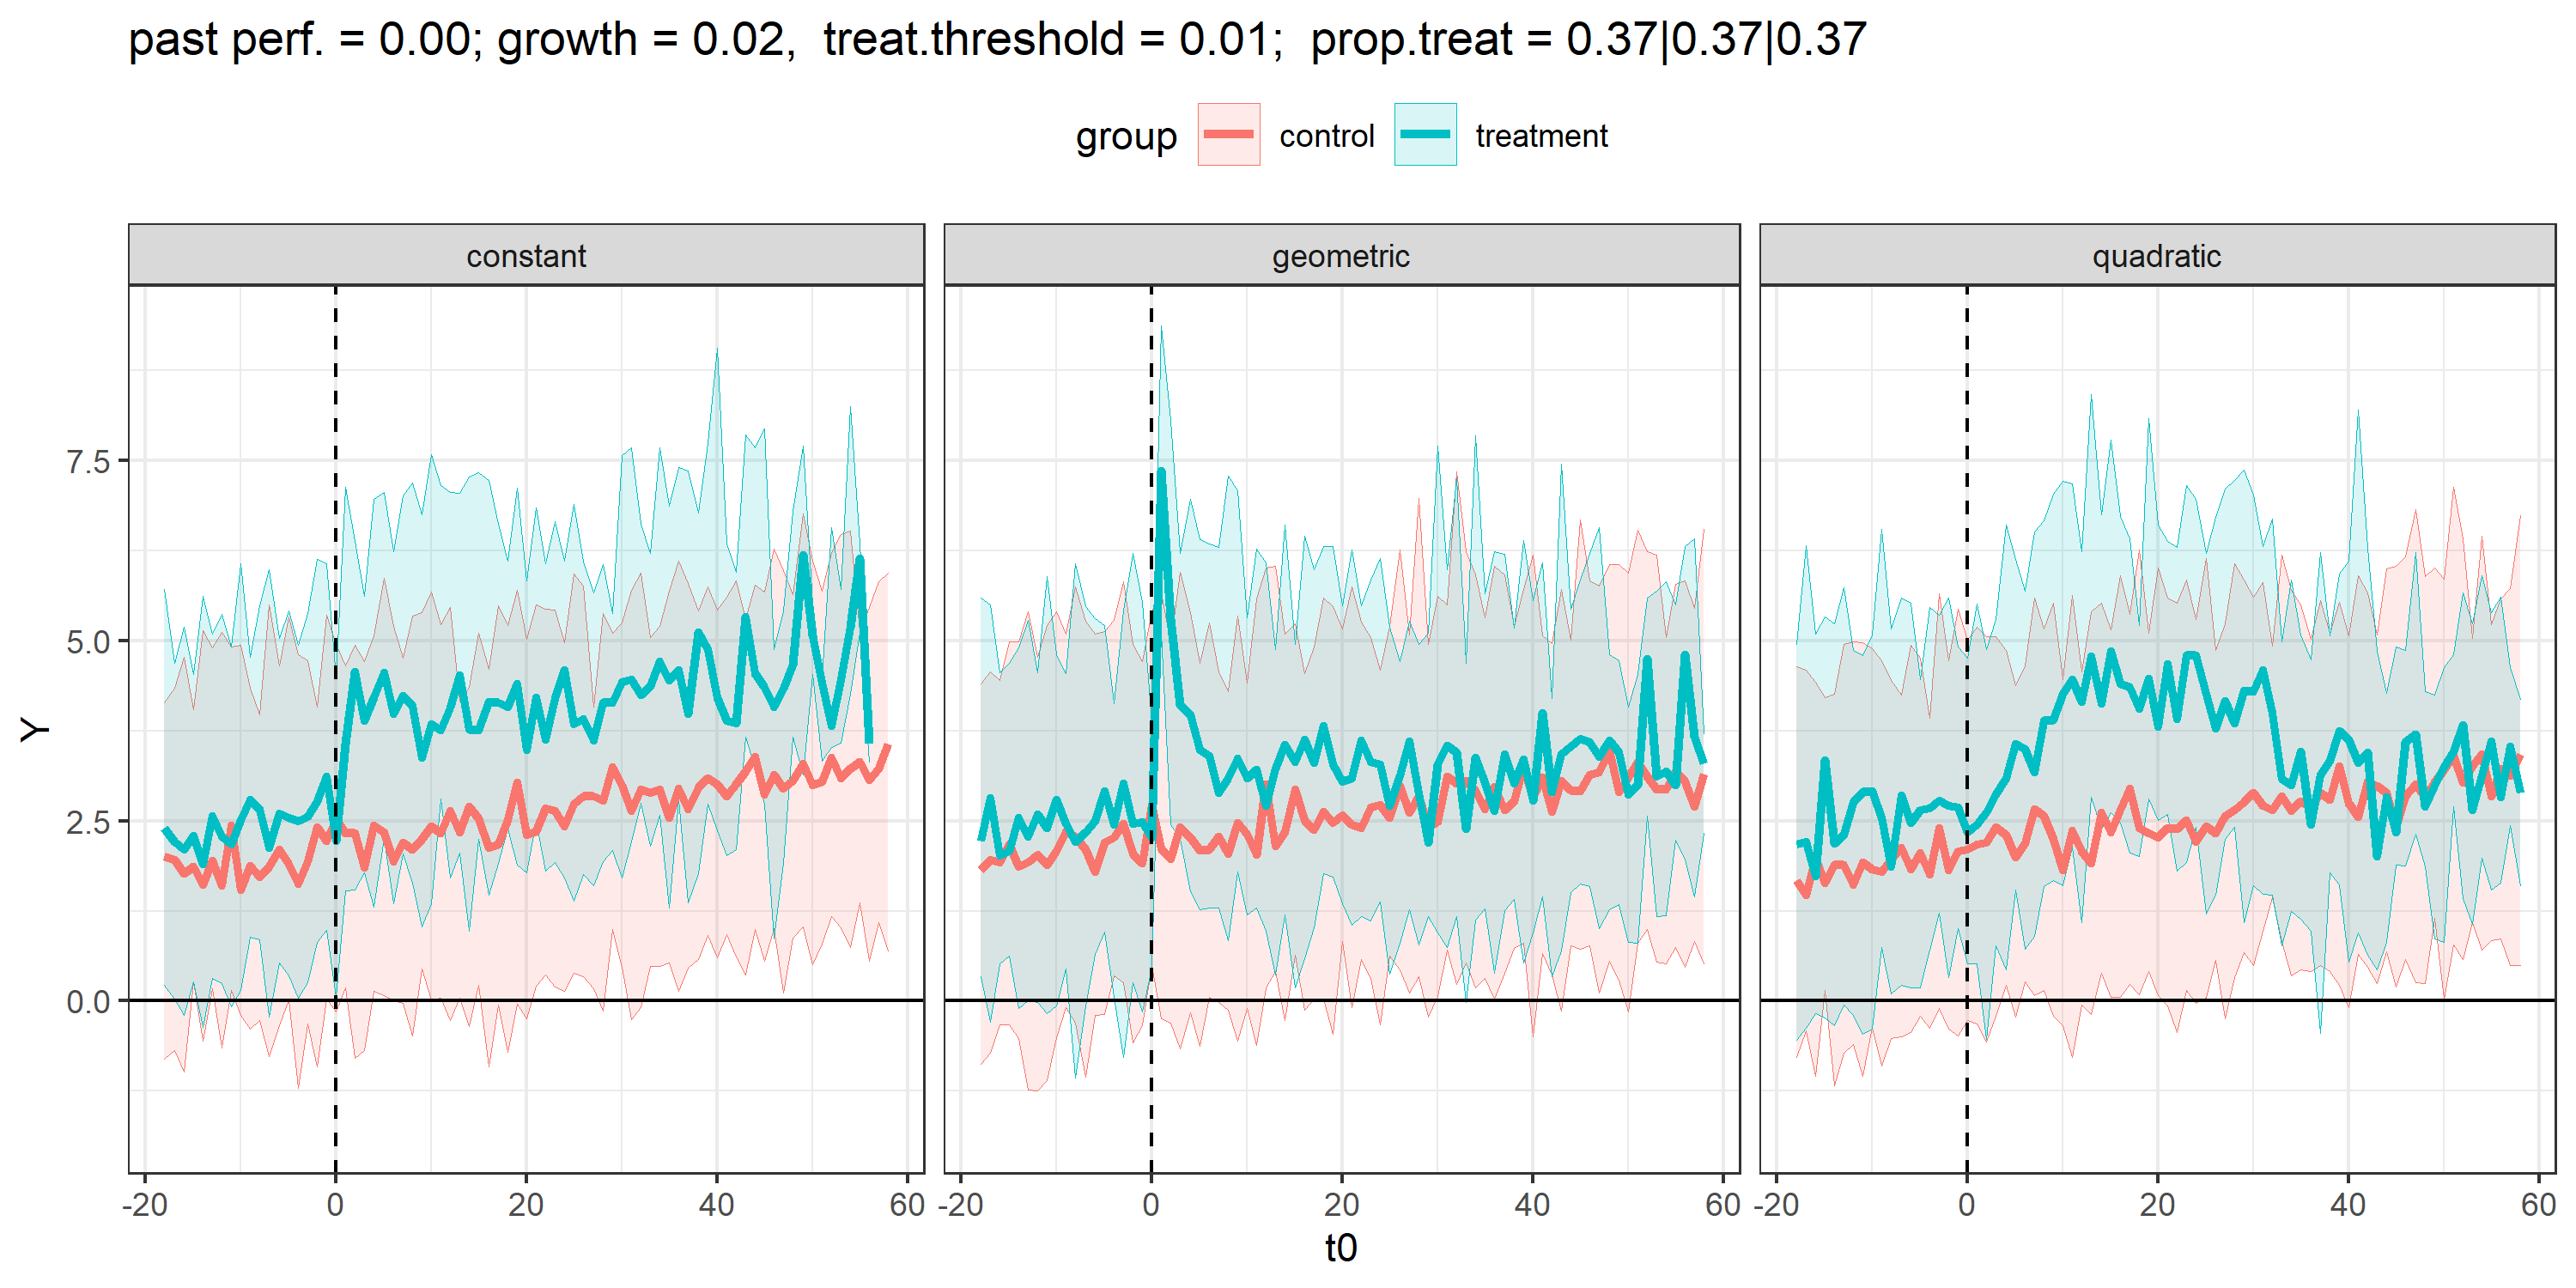 past perf. = 0.00; growth = 0.02,  treat.threshold = 0.01;  prop.treat = 0.37|0.37|0.37
group control treatment
constant geometric quadratic
Y
7.5
5.0
2.5
0.0
-20 0 20 40 60 -20 0 20 40 60 -20 0 20 40 60
t0